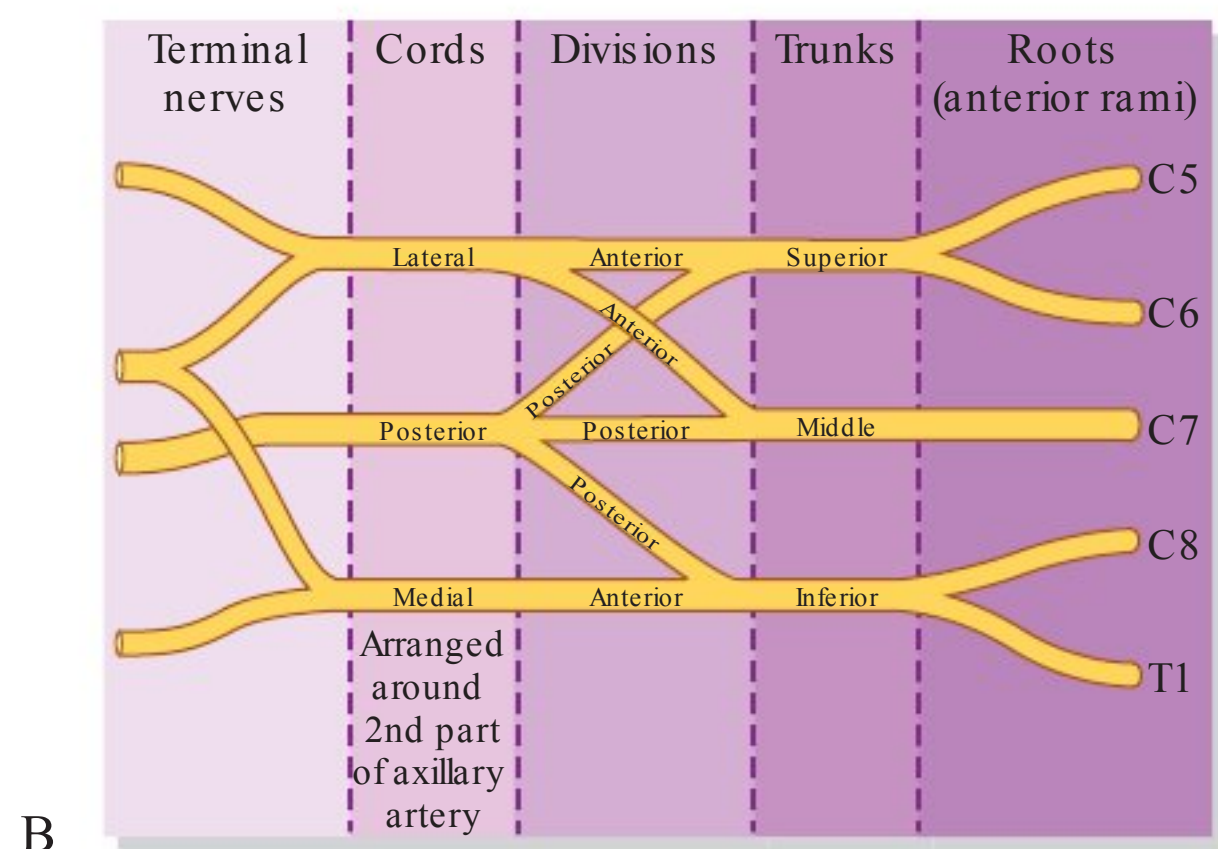 Terminal
nerves
Cords
Divisions
Trunks
Roots
(anterior rami)
C5
Lateral
Anterior
Superior
C6
Anterior
Posterior
Posterior
Posterior
Middle
C7
Posterior
C8
Medial
Anterior
Inferior
Arranged
around
2nd part
of axillary
artery
T1
B